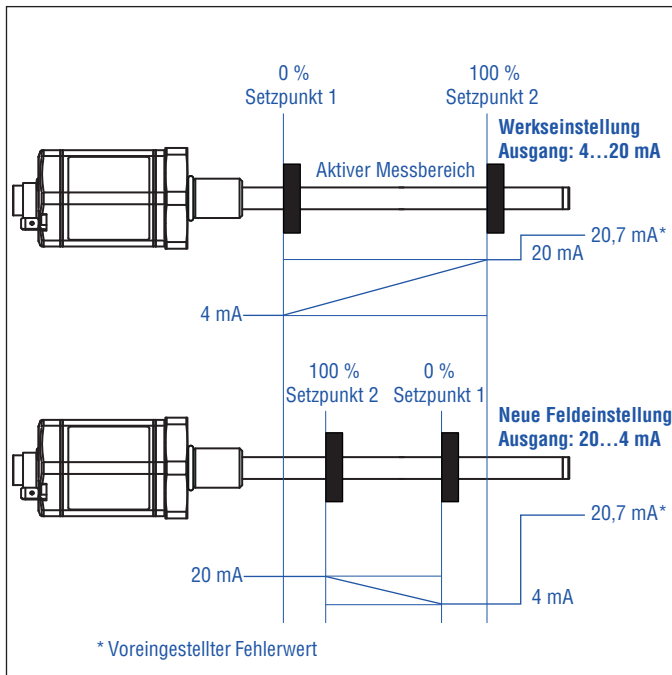 0 %
Setzpunkt 1
100 %
Setzpunkt 2
Werkseinstellung
Ausgang: 4...20 mA
Aktiver Messbereich
20,7 mA*
20 mA
4 mA
100 %
Setzpunkt 2
0 %
Setzpunkt 1
Neue Feldeinstellung
Ausgang: 20...4 mA
20,7 mA*
20 mA
4 mA
* Voreingestellter Fehlerwert